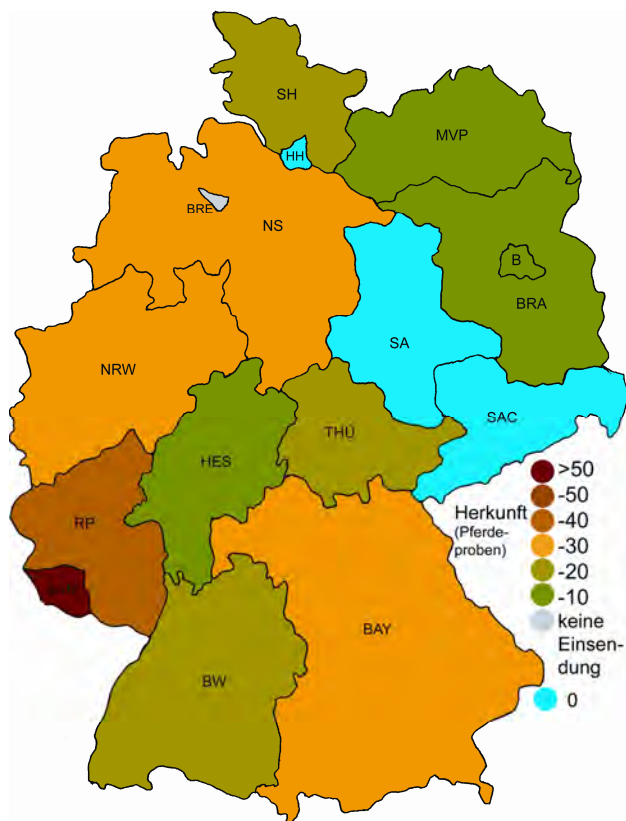 SH
MVP
HH
BRE
NS
B
BRA
SA
NRW
SAC
THÜ
HES
>50
-50
Herkunft
(Pferde-
proben)
-40
RP
-30
-20
-10
keine
Einsen-
dung
BAY
BW
0